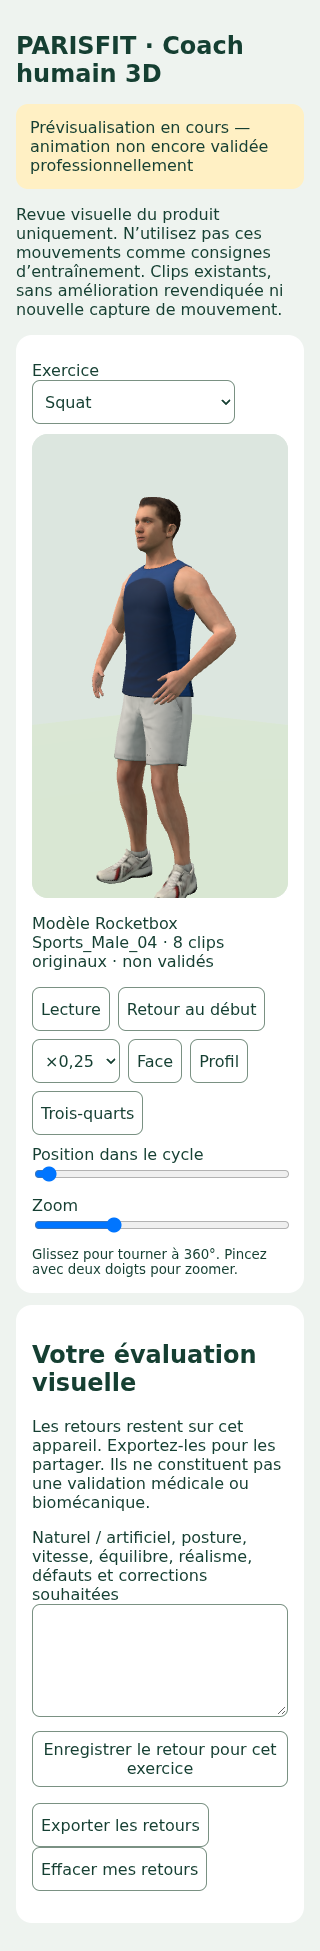 PARISFIT · Coach
humain 3D
Prévisualisation en cours —
animation non encore validée
professionnellement
Revue visuelle du produit
uniquement. N’utilisez pas ces
mouvements comme consignes
d’entraînement. Clips existants,
sans amélioration revendiquée ni
nouvelle capture de mouvement.
Exercice
Squat
Modèle Rocketbox
Sports_Male_04 · 8 clips
originaux · non validés
Lecture Retour au début
×0,25 Face Profil
Trois-quarts
Position dans le cycle
Zoom
Glissez pour tourner à 360°. Pincez
avec deux doigts pour zoomer.
Votre évaluation
visuelle
Les retours restent sur cet
appareil. Exportez-les pour les
partager. Ils ne constituent pas
une validation médicale ou
biomécanique.
Naturel / artificiel, posture,
vitesse, équilibre, réalisme,
défauts et corrections
souhaitées
Enregistrer le retour pour cet
exercice
Exporter les retours
Effacer mes retours